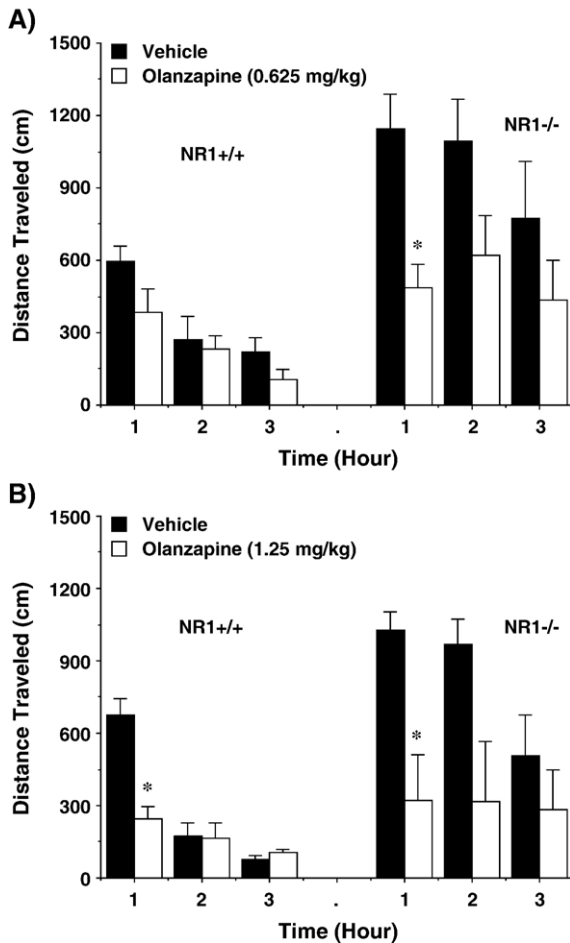 A)
1500
Vehicle
Olanzapine (0.625 mg/kg)
1200
NR1+/+
NR1-/-
900
*
600
300
0
Distance Traveled (cm)
1 2 3 . 1 2 3
Time (Hour)
B)
1500
Vehicle
Olanzapine (1.25 mg/kg)
1200
NR1+/+
NR1-/-
900
600
*
*
300
0
Distance Traveled (cm)
1 2 3 . 1 2 3
Time (Hour)